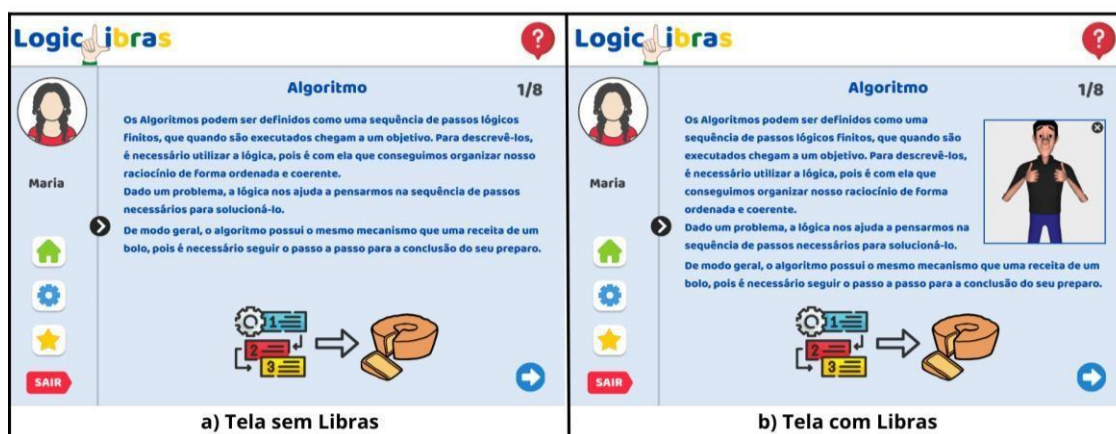 Logic Libras
?
Algoritmo
1/8
Os Algoritmos podem ser definidos como uma sequência de passos lógicos
finitos, que quando são executados chegam a um objetivo. Para descrevê-los,
é necessário utilizar a lógica, pois é com ela que conseguimos organizar nosso
raciocínio de forma ordenada e coerente.
Dado um problema, a lógica nos ajuda a pensarmos na sequência de passos
necessários para solucioná-lo.
De modo geral, o algoritmo possui o mesmo mecanismo que uma receita de um
bolo, pois é necessário seguir o passo a passo para a conclusão do seu preparo.
Maria
1
2
3
SAIR
a) Tela sem Libras
Logic Libras
?
Algoritmo
1/8
Os Algoritmos podem ser definidos como uma
sequência de passos lógicos finitos, que quando são
executados chegam a um objetivo. Para descrevê-los,
é necessário utilizar a lógica, pois é com ela que
conseguimos organizar nosso raciocínio de forma
ordenada e coerente.
Dado um problema, a lógica nos ajuda a pensarmos na
sequência de passos necessários para solucioná-lo.
De modo geral, o algoritmo possui o mesmo mecanismo que uma receita de um
bolo, pois é necessário seguir o passo a passo para a conclusão do seu preparo.
Maria
1
2
3
SAIR
b) Tela com Libras